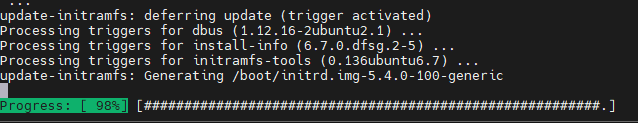 ...
update-initramfs: deferring update (trigger activated)
Processing triggers for dbus (1.12.16-2ubuntu2.1) ...
Processing triggers for install-info (6.7.0.dfsg.2-5) ...
Processing triggers for initramfs-tools (0.136ubuntu6.7) ...
update-initramfs: Generating /boot/initrd.img-5.4.0-100-generic
Progress: [ 98%] [#########################################################.]